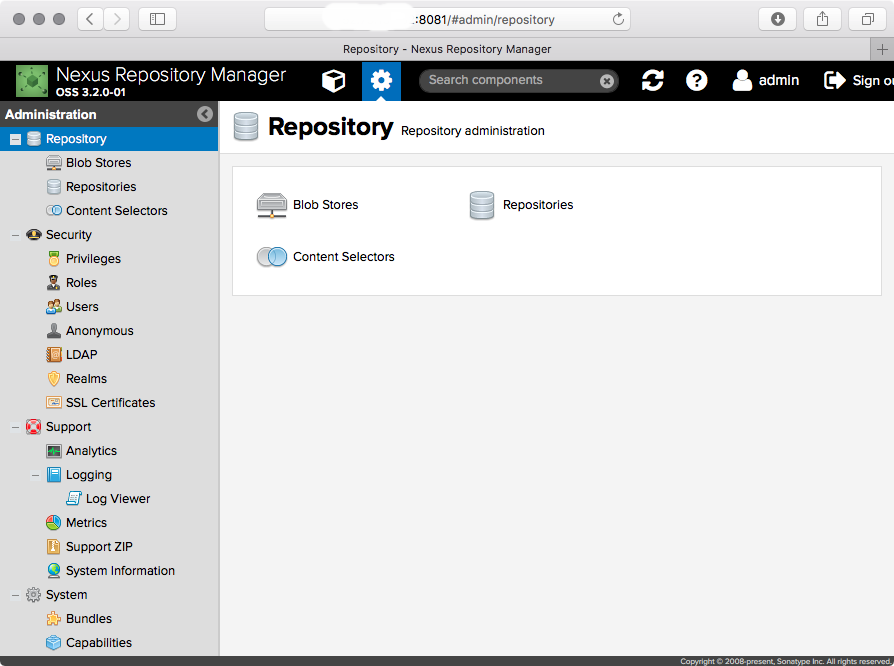 :8081/#admin/repository
Repository - Nexus Repository Manager
Nexus Repository Manager
OSS 3.2.0-01
Search components
admin
Sign ou
Administration
Repository
Blob Stores
Repositories
Content Selectors
Security
Privileges
Roles
Users
Anonymous
LDAP
Realms
SSL Certificates
Support
Analytics
Logging
Log Viewer
Metrics
Support ZIP
System Information
System
Bundles
Capabilities
Repository Repository administration
Blob Stores Repositories
Content Selectors
Copyright © 2008-present, Sonatype Inc. All rights reserved.